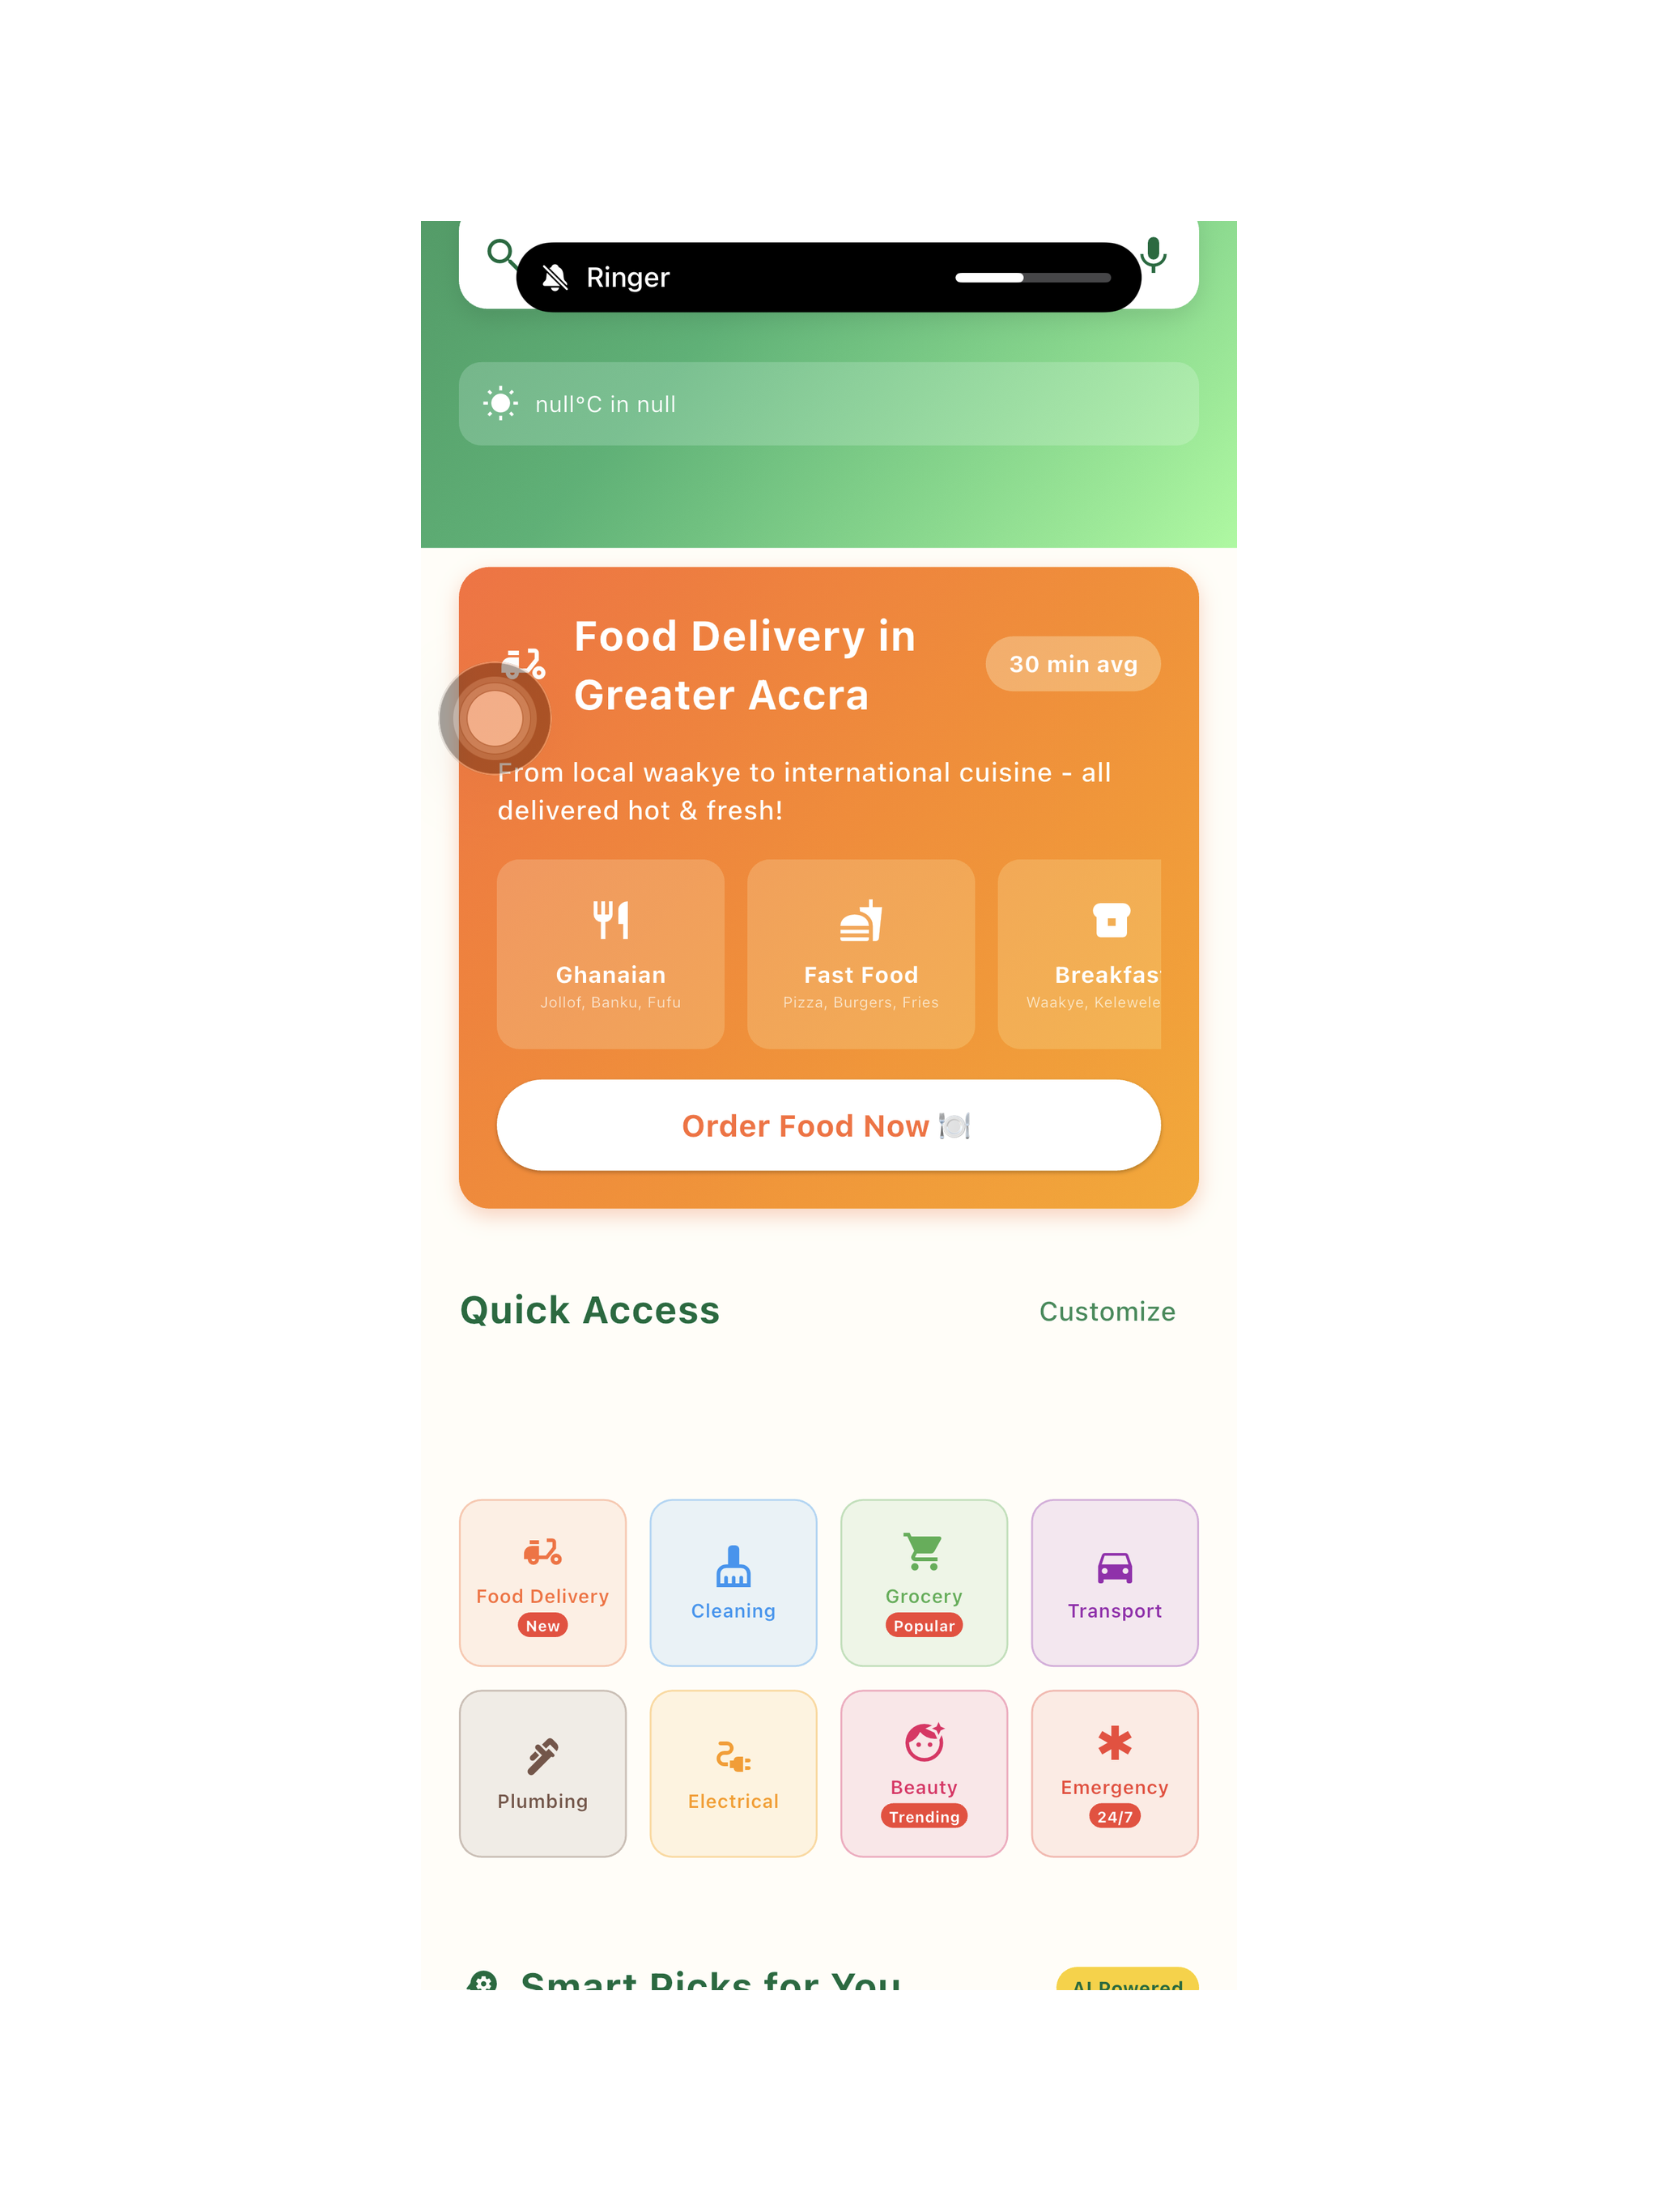 Ringer
null°C in null
Food Delivery in
Greater Accra
30 min avg
From local waakye to international cuisine - all
delivered hot & fresh!
Ghanaian
Jollof, Banku, Fufu
Fast Food
Pizza, Burgers, Fries
Breakfast
Waakye, Kelewele
Order Food Now
Quick Access
Customize
Food Delivery
New
Cleaning
Grocery
Popular
Transport
Plumbing
Electrical
Beauty
Trending
Emergency
24/7
Smart Picks for You
AI Powered